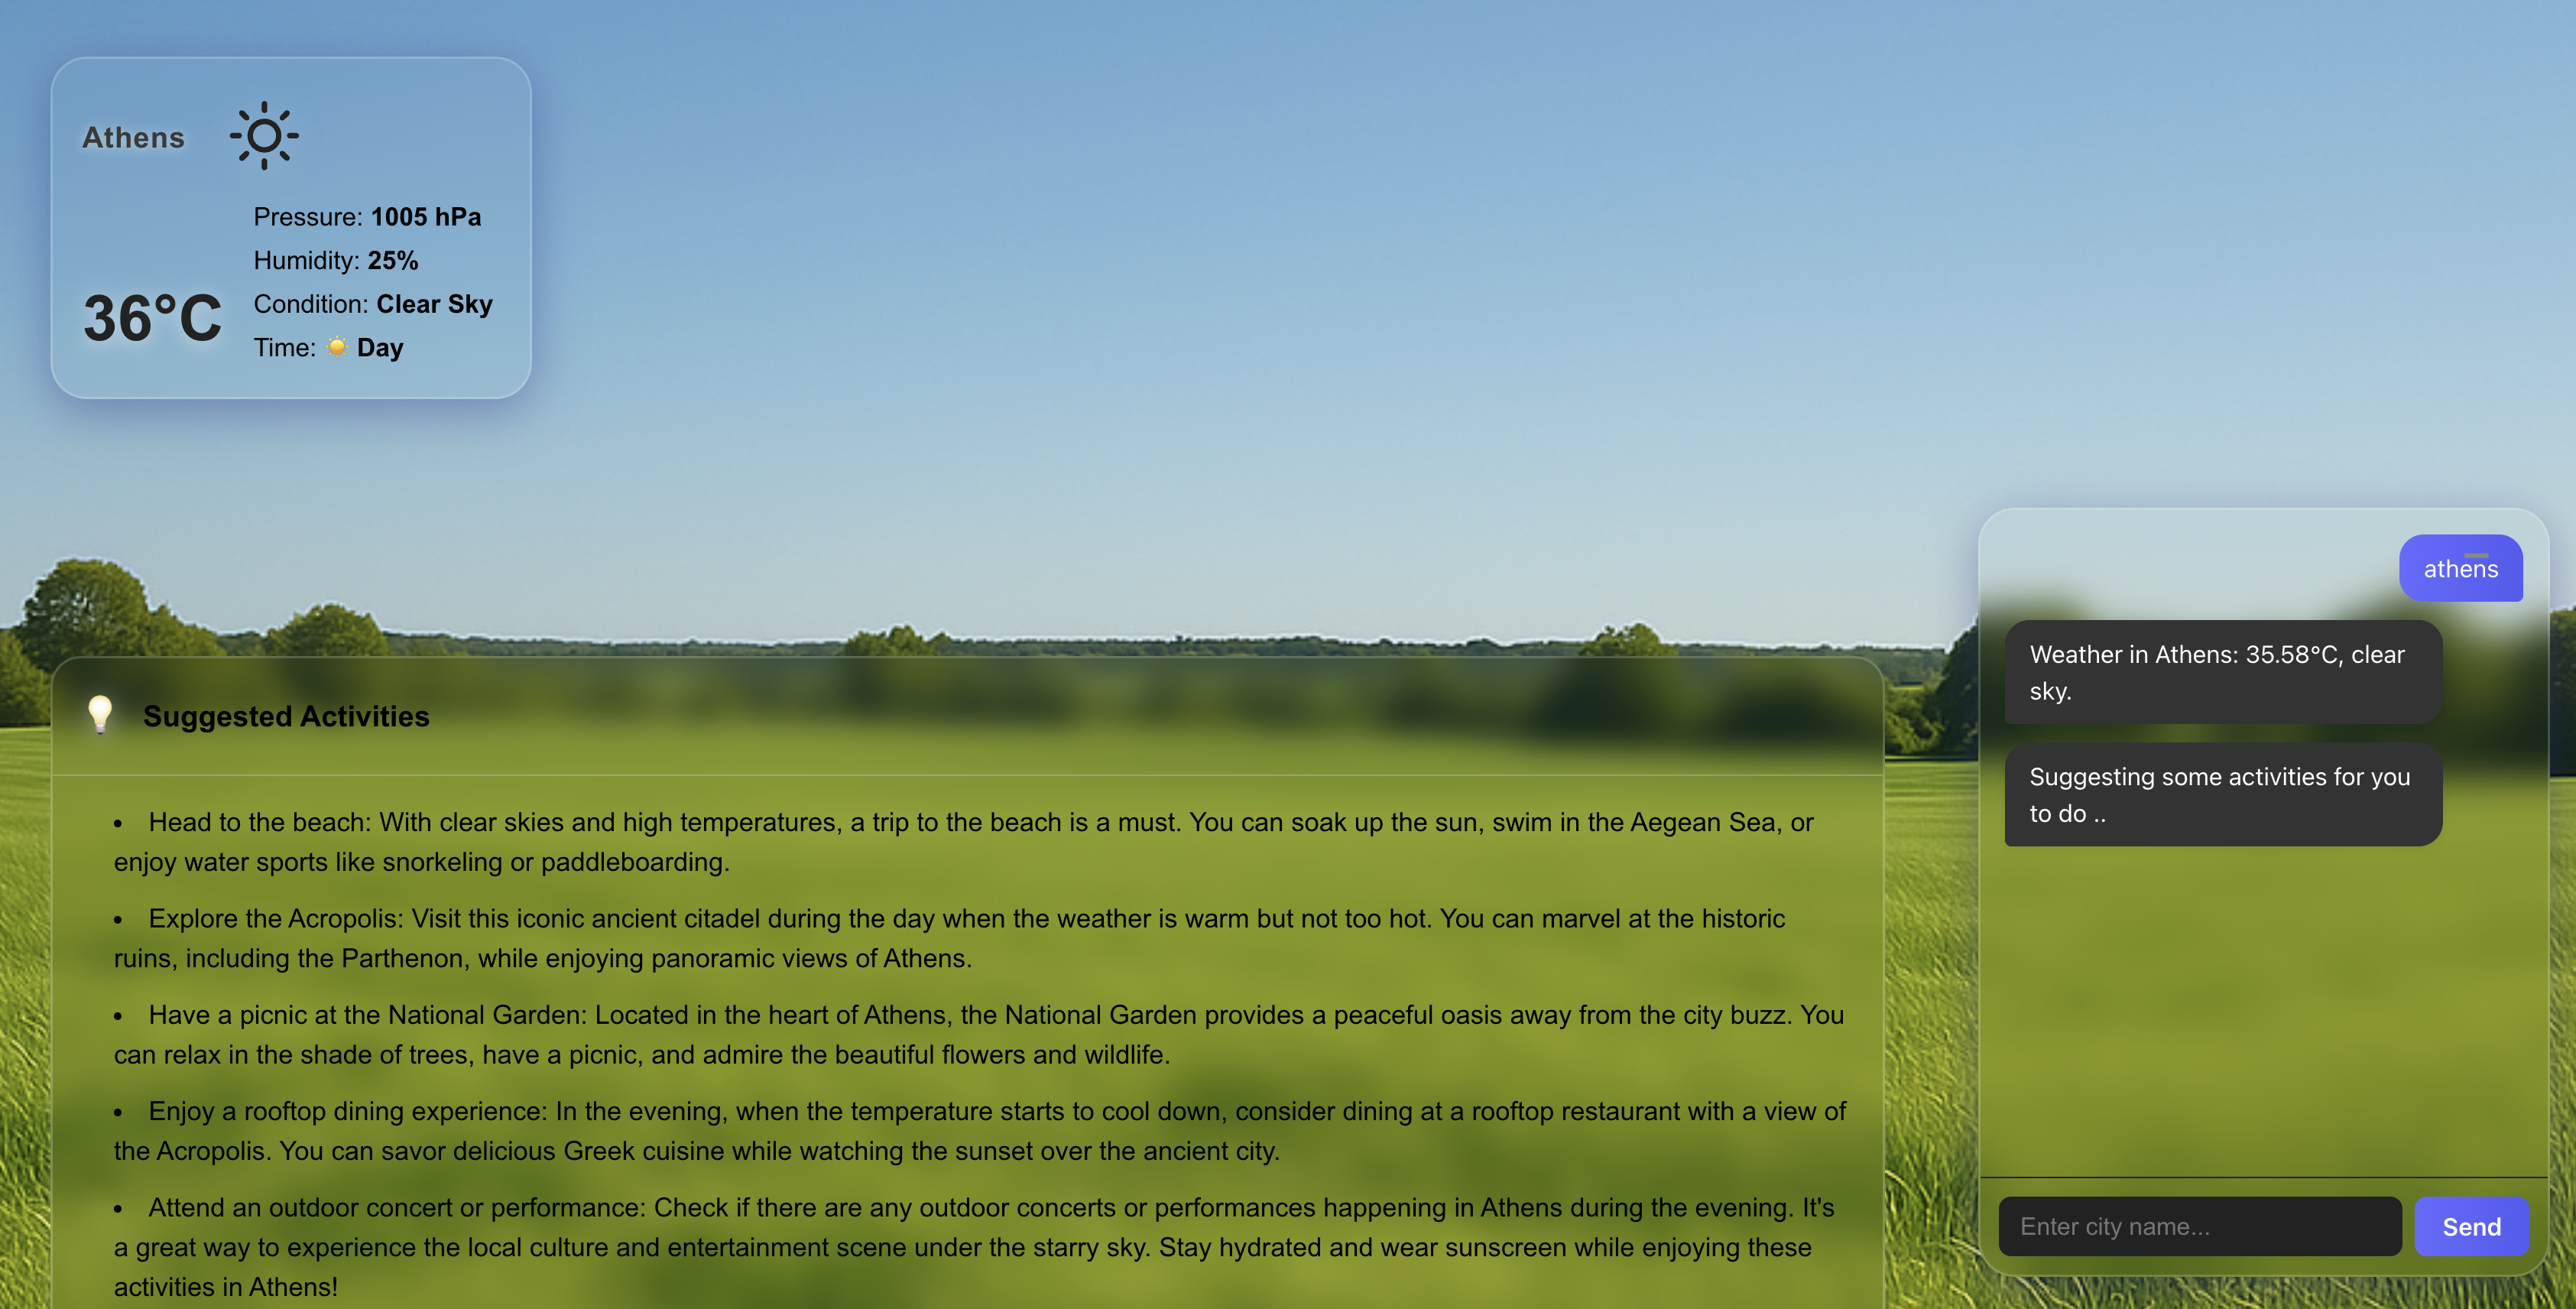 Athens
Pressure: 1005 hPa
Humidity: 25%
36°C
Condition: Clear Sky
Time: ☀️ Day
💡 Suggested Activities
• Head to the beach: With clear skies and high temperatures, a trip to the beach is a must. You can soak up the sun, swim in the Aegean Sea, or
enjoy water sports like snorkeling or paddleboarding.
• Explore the Acropolis: Visit this iconic ancient citadel during the day when the weather is warm but not too hot. You can marvel at the historic
ruins, including the Parthenon, while enjoying panoramic views of Athens.
• Have a picnic at the National Garden: Located in the heart of Athens, the National Garden provides a peaceful oasis away from the city buzz. You
can relax in the shade of trees, have a picnic, and admire the beautiful flowers and wildlife.
• Enjoy a rooftop dining experience: In the evening, when the temperature starts to cool down, consider dining at a rooftop restaurant with a view of
the Acropolis. You can savor delicious Greek cuisine while watching the sunset over the ancient city.
• Attend an outdoor concert or performance: Check if there are any outdoor concerts or performances happening in Athens during the evening. It's
a great way to experience the local culture and entertainment scene under the starry sky. Stay hydrated and wear sunscreen while enjoying these
activities in Athens!
athens
Weather in Athens: 35.58°C, clear
sky.
Suggesting some activities for you
to do ..
Enter city name...
Send